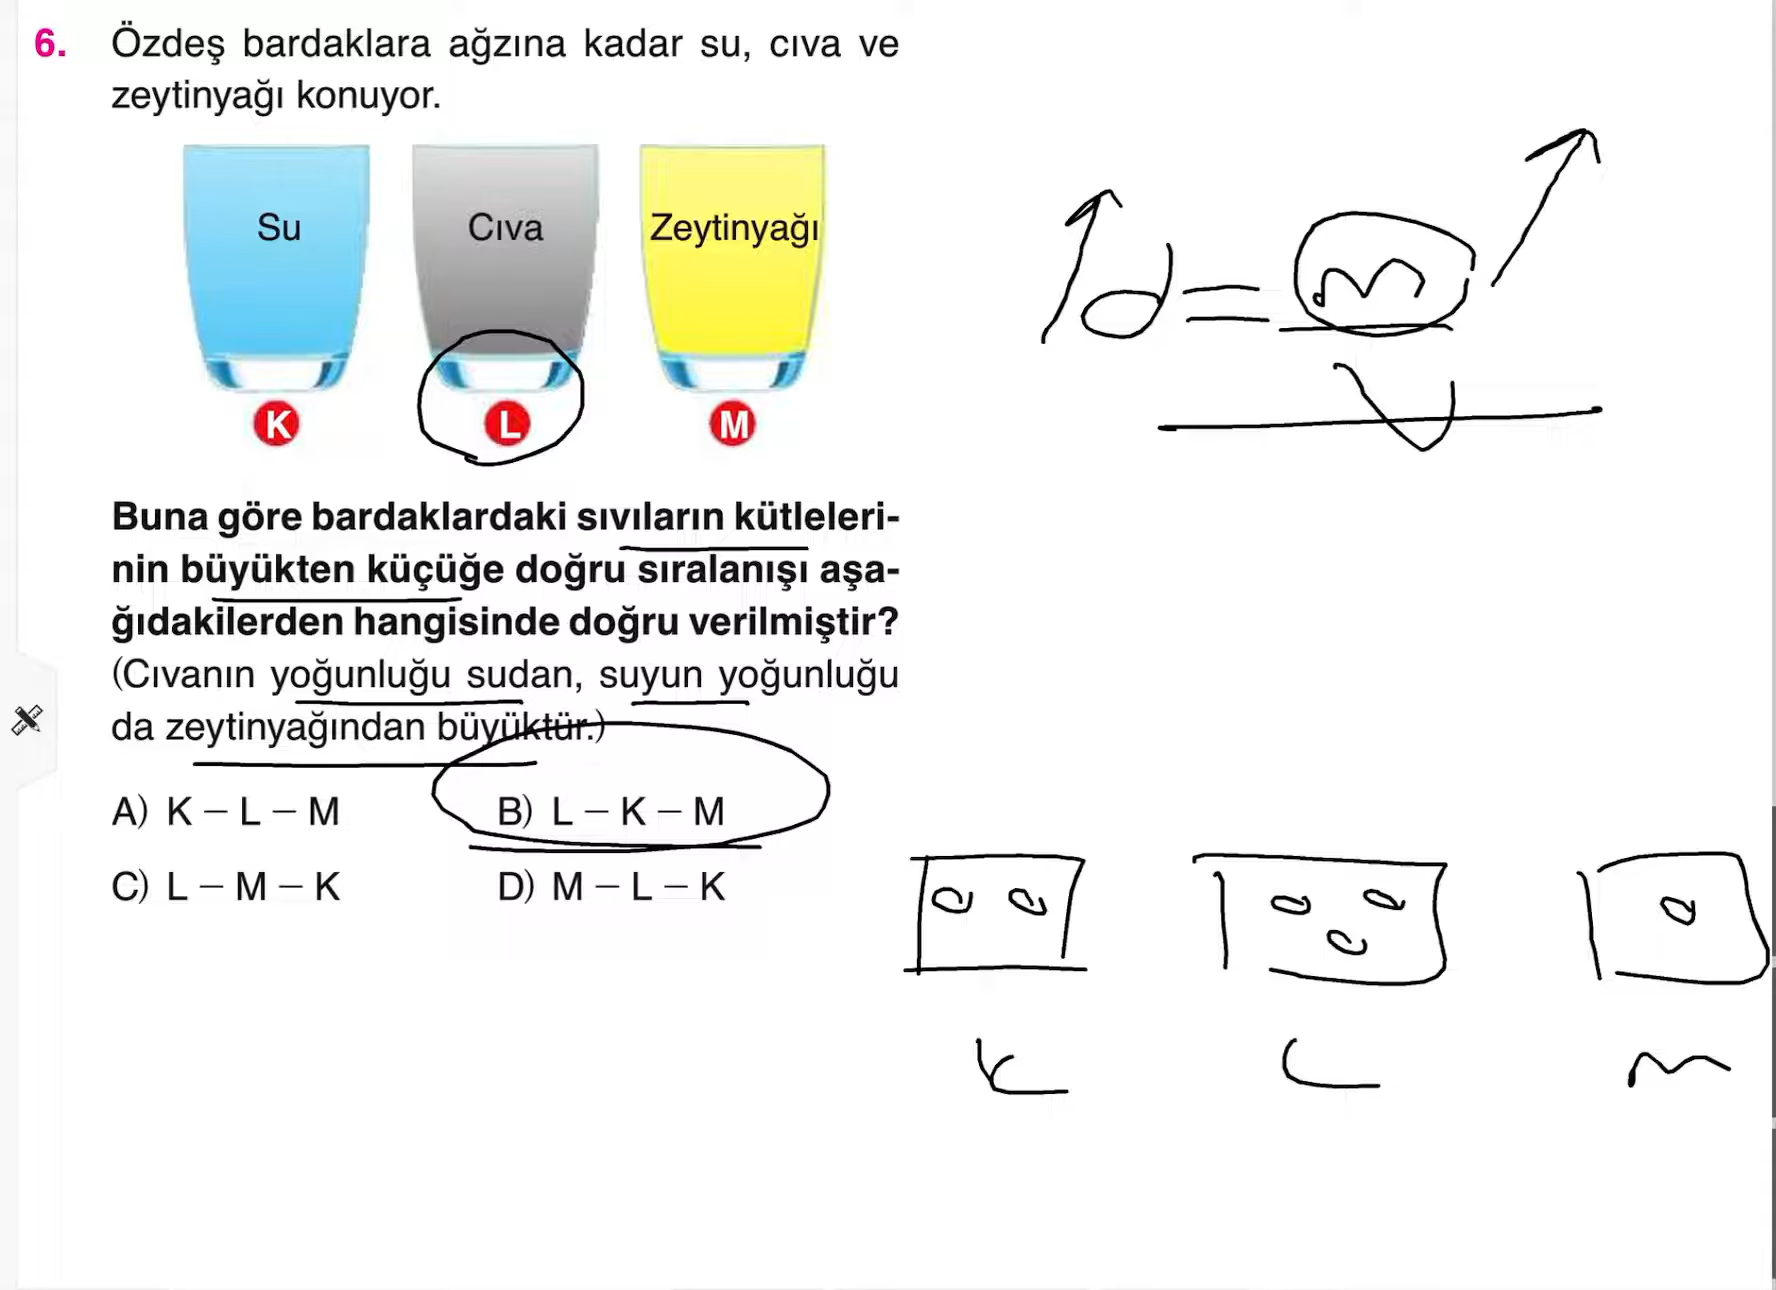 6. Özdeş bardaklara ağzına kadar su, cıva ve
zeytinyağı konuyor.
Su
Cıva
Zeytinyağı
K
L
M
d = m
V
Buna göre bardaklardaki sıvıların kütleleri-
nin büyükten küçüğe doğru sıralanışı aşa-
ğıdakilerden hangisinde doğru verilmiştir?
(Cıvanın yoğunluğu sudan, suyun yoğunluğu
da zeytinyağından büyüktür.)
A) K – L – M
B) L – K – M
C) L – M – K
D) M – L – K
K
L
M